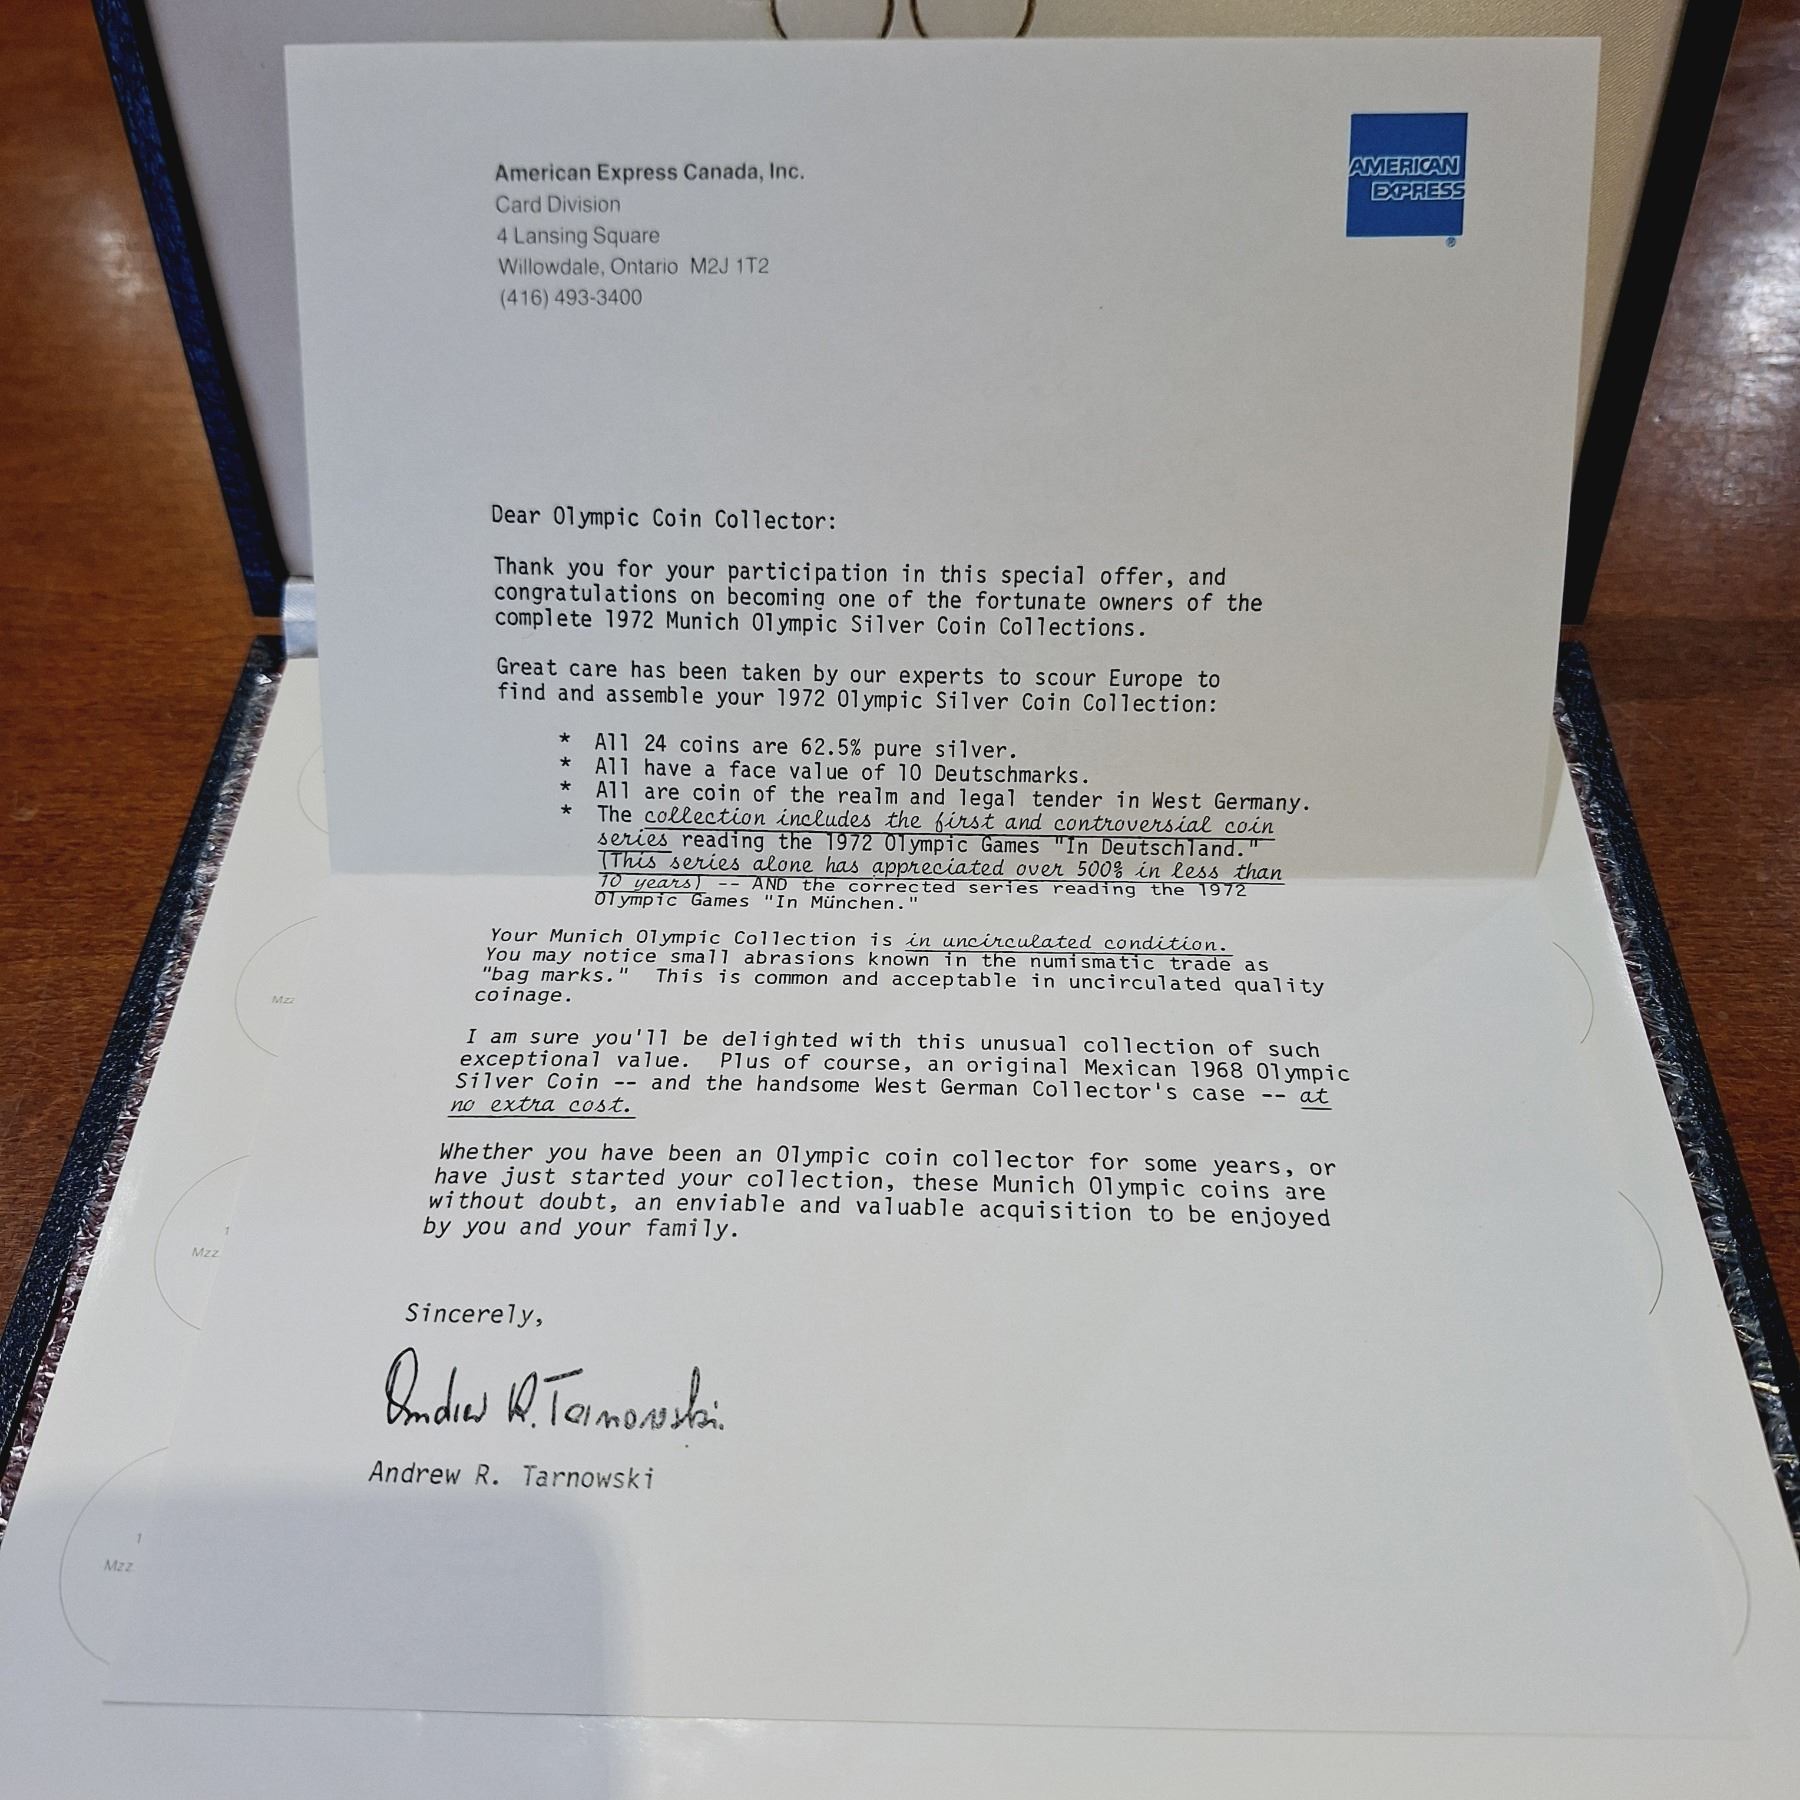 American Express Canada, Inc.
Card Division
4 Lansing Square
Willowdale, Ontario M2J 1T2
(416) 493-3400
AMERICAN
EXPRESS
®
Dear Olympic Coin Collector:
Thank you for your participation in this special offer, and
congratulations on becoming one of the fortunate owners of the
complete 1972 Munich Olympic Silver Coin Collections.
Great care has been taken by our experts to scour Europe to
find and assemble your 1972 Olympic Silver Coin Collection:
* All 24 coins are 62.5% pure silver.
* All have a face value of 10 Deutschmarks.
* All are coin of the realm and legal tender in West Germany.
* The collection includes the first and controversial coin
series reading the 1972 Olympic Games "In Deutschland."
(This series alone has appreciated over 500% in less than
10 years) -- AND the corrected series reading the 1972
Olympic Games "In München."
Your Munich Olympic Collection is in uncirculated condition.
You may notice small abrasions known in the numismatic trade as
"bag marks." This is common and acceptable in uncirculated quality
coinage.
I am sure you'll be delighted with this unusual collection of such
exceptional value. Plus of course, an original Mexican 1968 Olympic
Silver Coin -- and the handsome West German Collector's case -- at
no extra cost.
Whether you have been an Olympic coin collector for some years, or
have just started your collection, these Munich Olympic coins are
without doubt, an enviable and valuable acquisition to be enjoyed
by you and your family.
Sincerely,
Andrew R. Tarnowski.
Andrew R. Tarnowski
Mzz
1
Mzz
1
Mzz